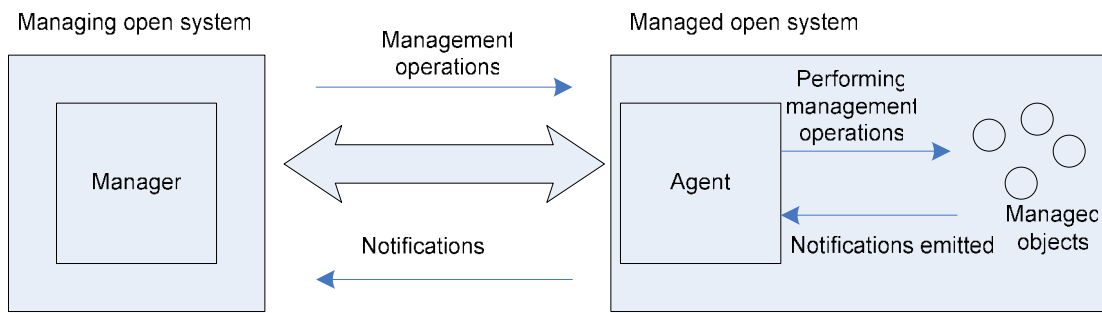 Managing open system
Managed open system
Management
operations
Performing
management
operations
Manager
Agent
Managed
objects
Notifications
Notifications emitted